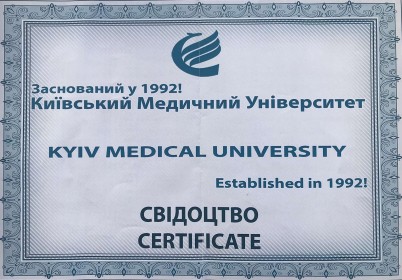 Заснований у 1992!
Київський Медичний Університет
KYIV MEDICAL UNIVERSITY
Established in 1992!
СВІДОЦТВО
CERTIFICATE